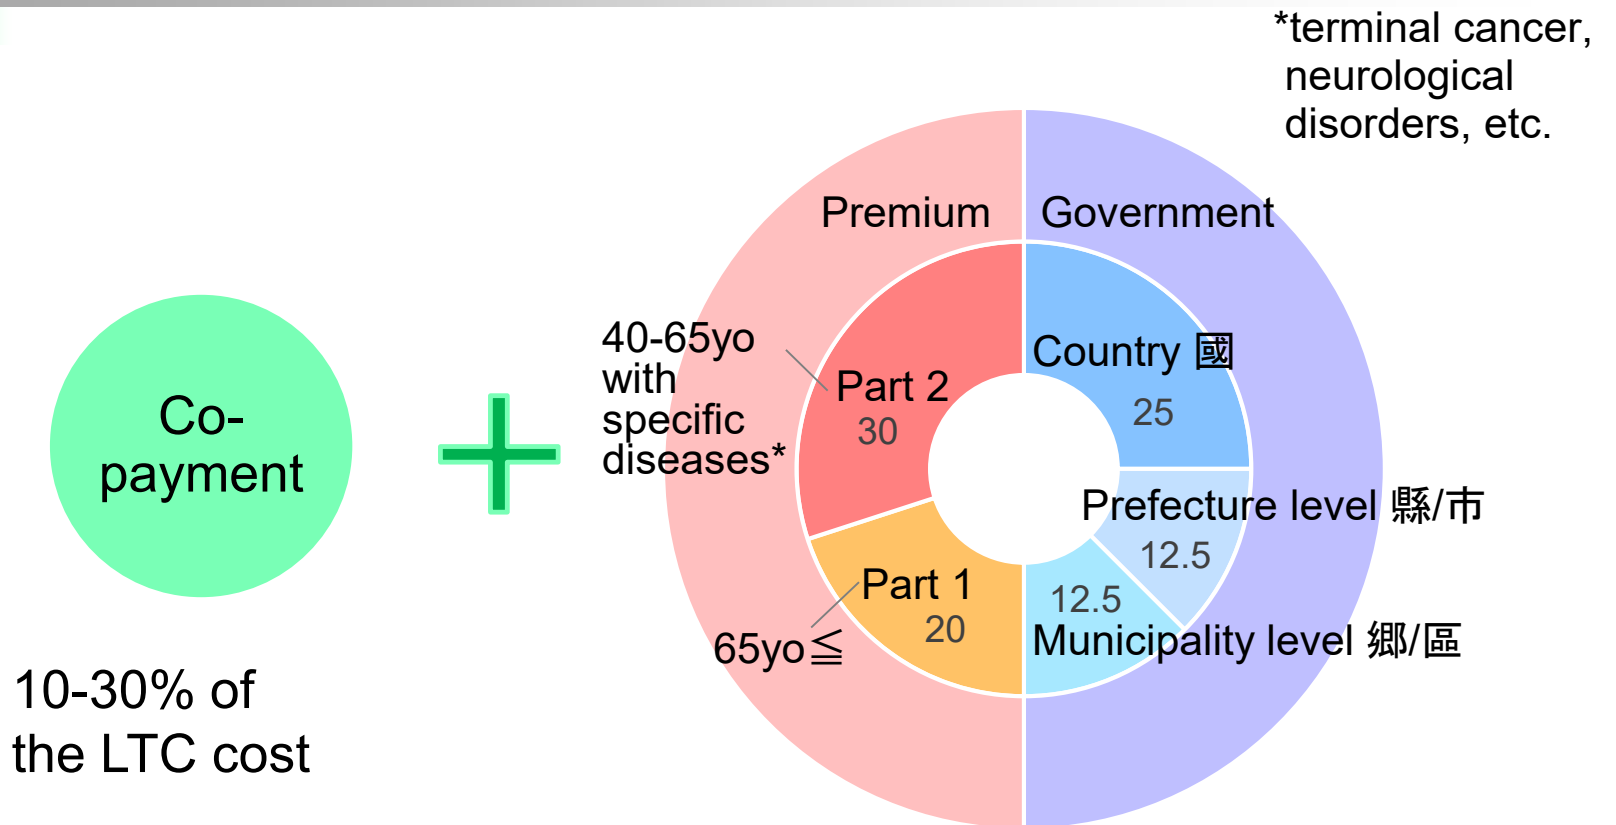 *terminal cancer,
neurological
disorders, etc.
Premium
Government
40-65yo
with
specific
diseases*
Part 2
30
Country 國
25
Co-
payment
Prefecture level 縣/市
12.5
Part 1
20
65yo≦
12.5
Municipality level 鄉/區
10-30% of
the LTC cost